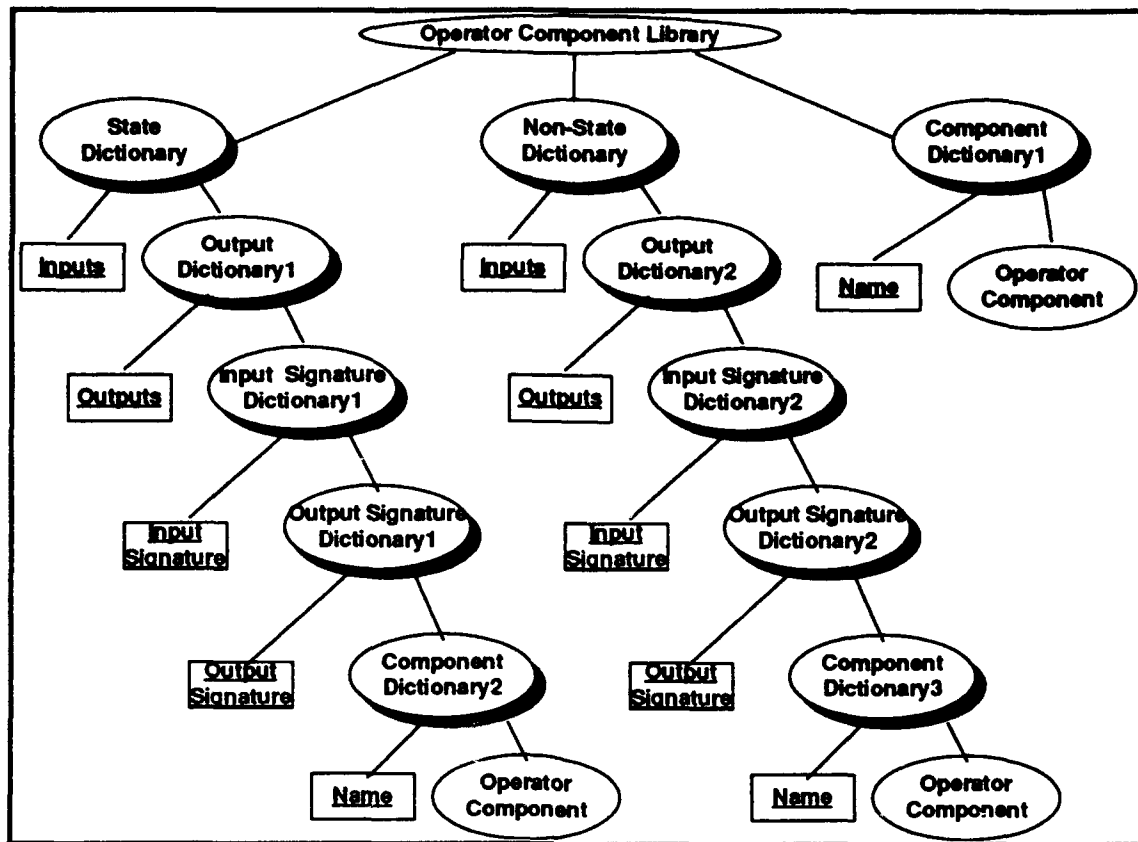 Operator Component Library
State
Dictionary
Non-State
Dictionary
Component
Dictionary1
Inputs
Output
Dictionary1
Inputs
Output
Dictionary2
Name
Operator
Component
Outputs
Input Signature
Dictionary1
Outputs
Input Signature
Dictionary2
Input
Signature
Output Signature
Dictionary1
Input
Signature
Output Signature
Dictionary2
Output
Signature
Component
Dictionary2
Output
Signature
Component
Dictionary3
Name
Operator
Component
Name
Operator
Component